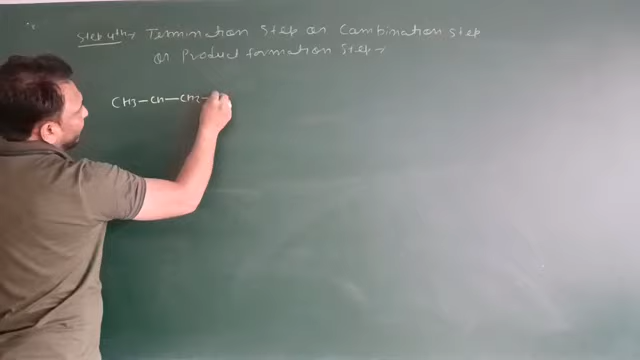 Step 4th → Termination Step or Combination Step
or Product formation Step →
CH3 — CH — CH2 —